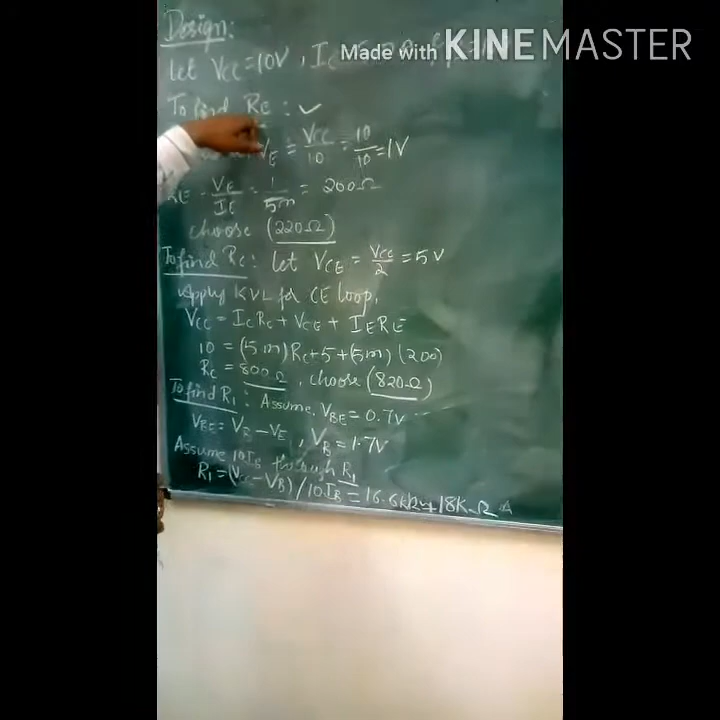 Design:
Made with KINEMASTER
Let Vcc=10V, I
To find RE: ✓
VE = Vcc/10 = 10/10 = 1V
RE = VE/IE = 1/5m = 200Ω
choose (220Ω)
To find Rc: let VCE = Vcc/2 = 5V
Apply KVL for CE loop,
Vcc = IcRc + VCE + IERE
10 = (5m)Rc+5+(5m)(200)
Rc = 800Ω, choose (820Ω)
To find R1: Assume, VBE = 0.7V
VBE = VB - VE, VB = 1.7V
Assume 10IB through R1
R1 = (Vcc-VB)/10IB = 16.6kΩ 18KΩ